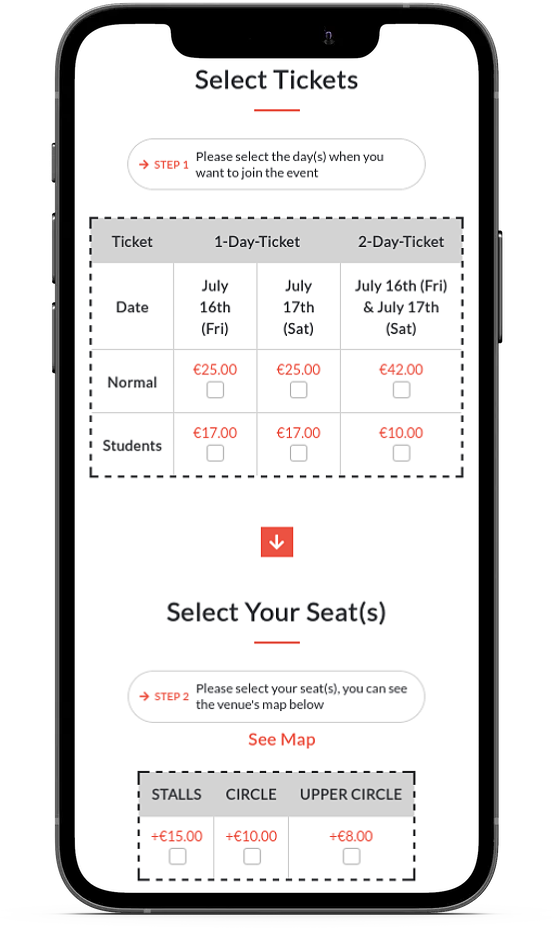 Select Tickets
STEP 1 Please select the day(s) when you
want to join the event
Ticket 1-Day-Ticket 2-Day-Ticket
Date
July
16th
(Fri)
July
17th
(Sat)
July 16th (Fri)
& July 17th
(Sat)
Normal €25.00 €25.00 €42.00
Students €17.00 €17.00 €10.00
Select Your Seat(s)
STEP 2 Please select your seat(s), you can see
the venue's map below
See Map
STALLS CIRCLE UPPER CIRCLE
+€15.00 +€10.00 +€8.00